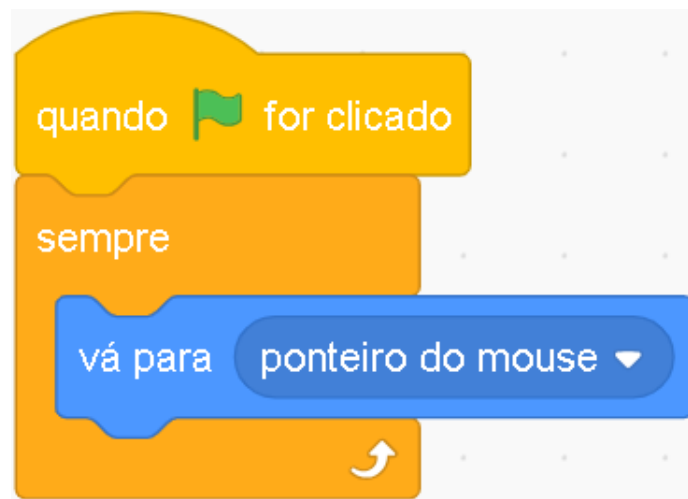 quando for clicado
sempre
vá para ponteiro do mouse